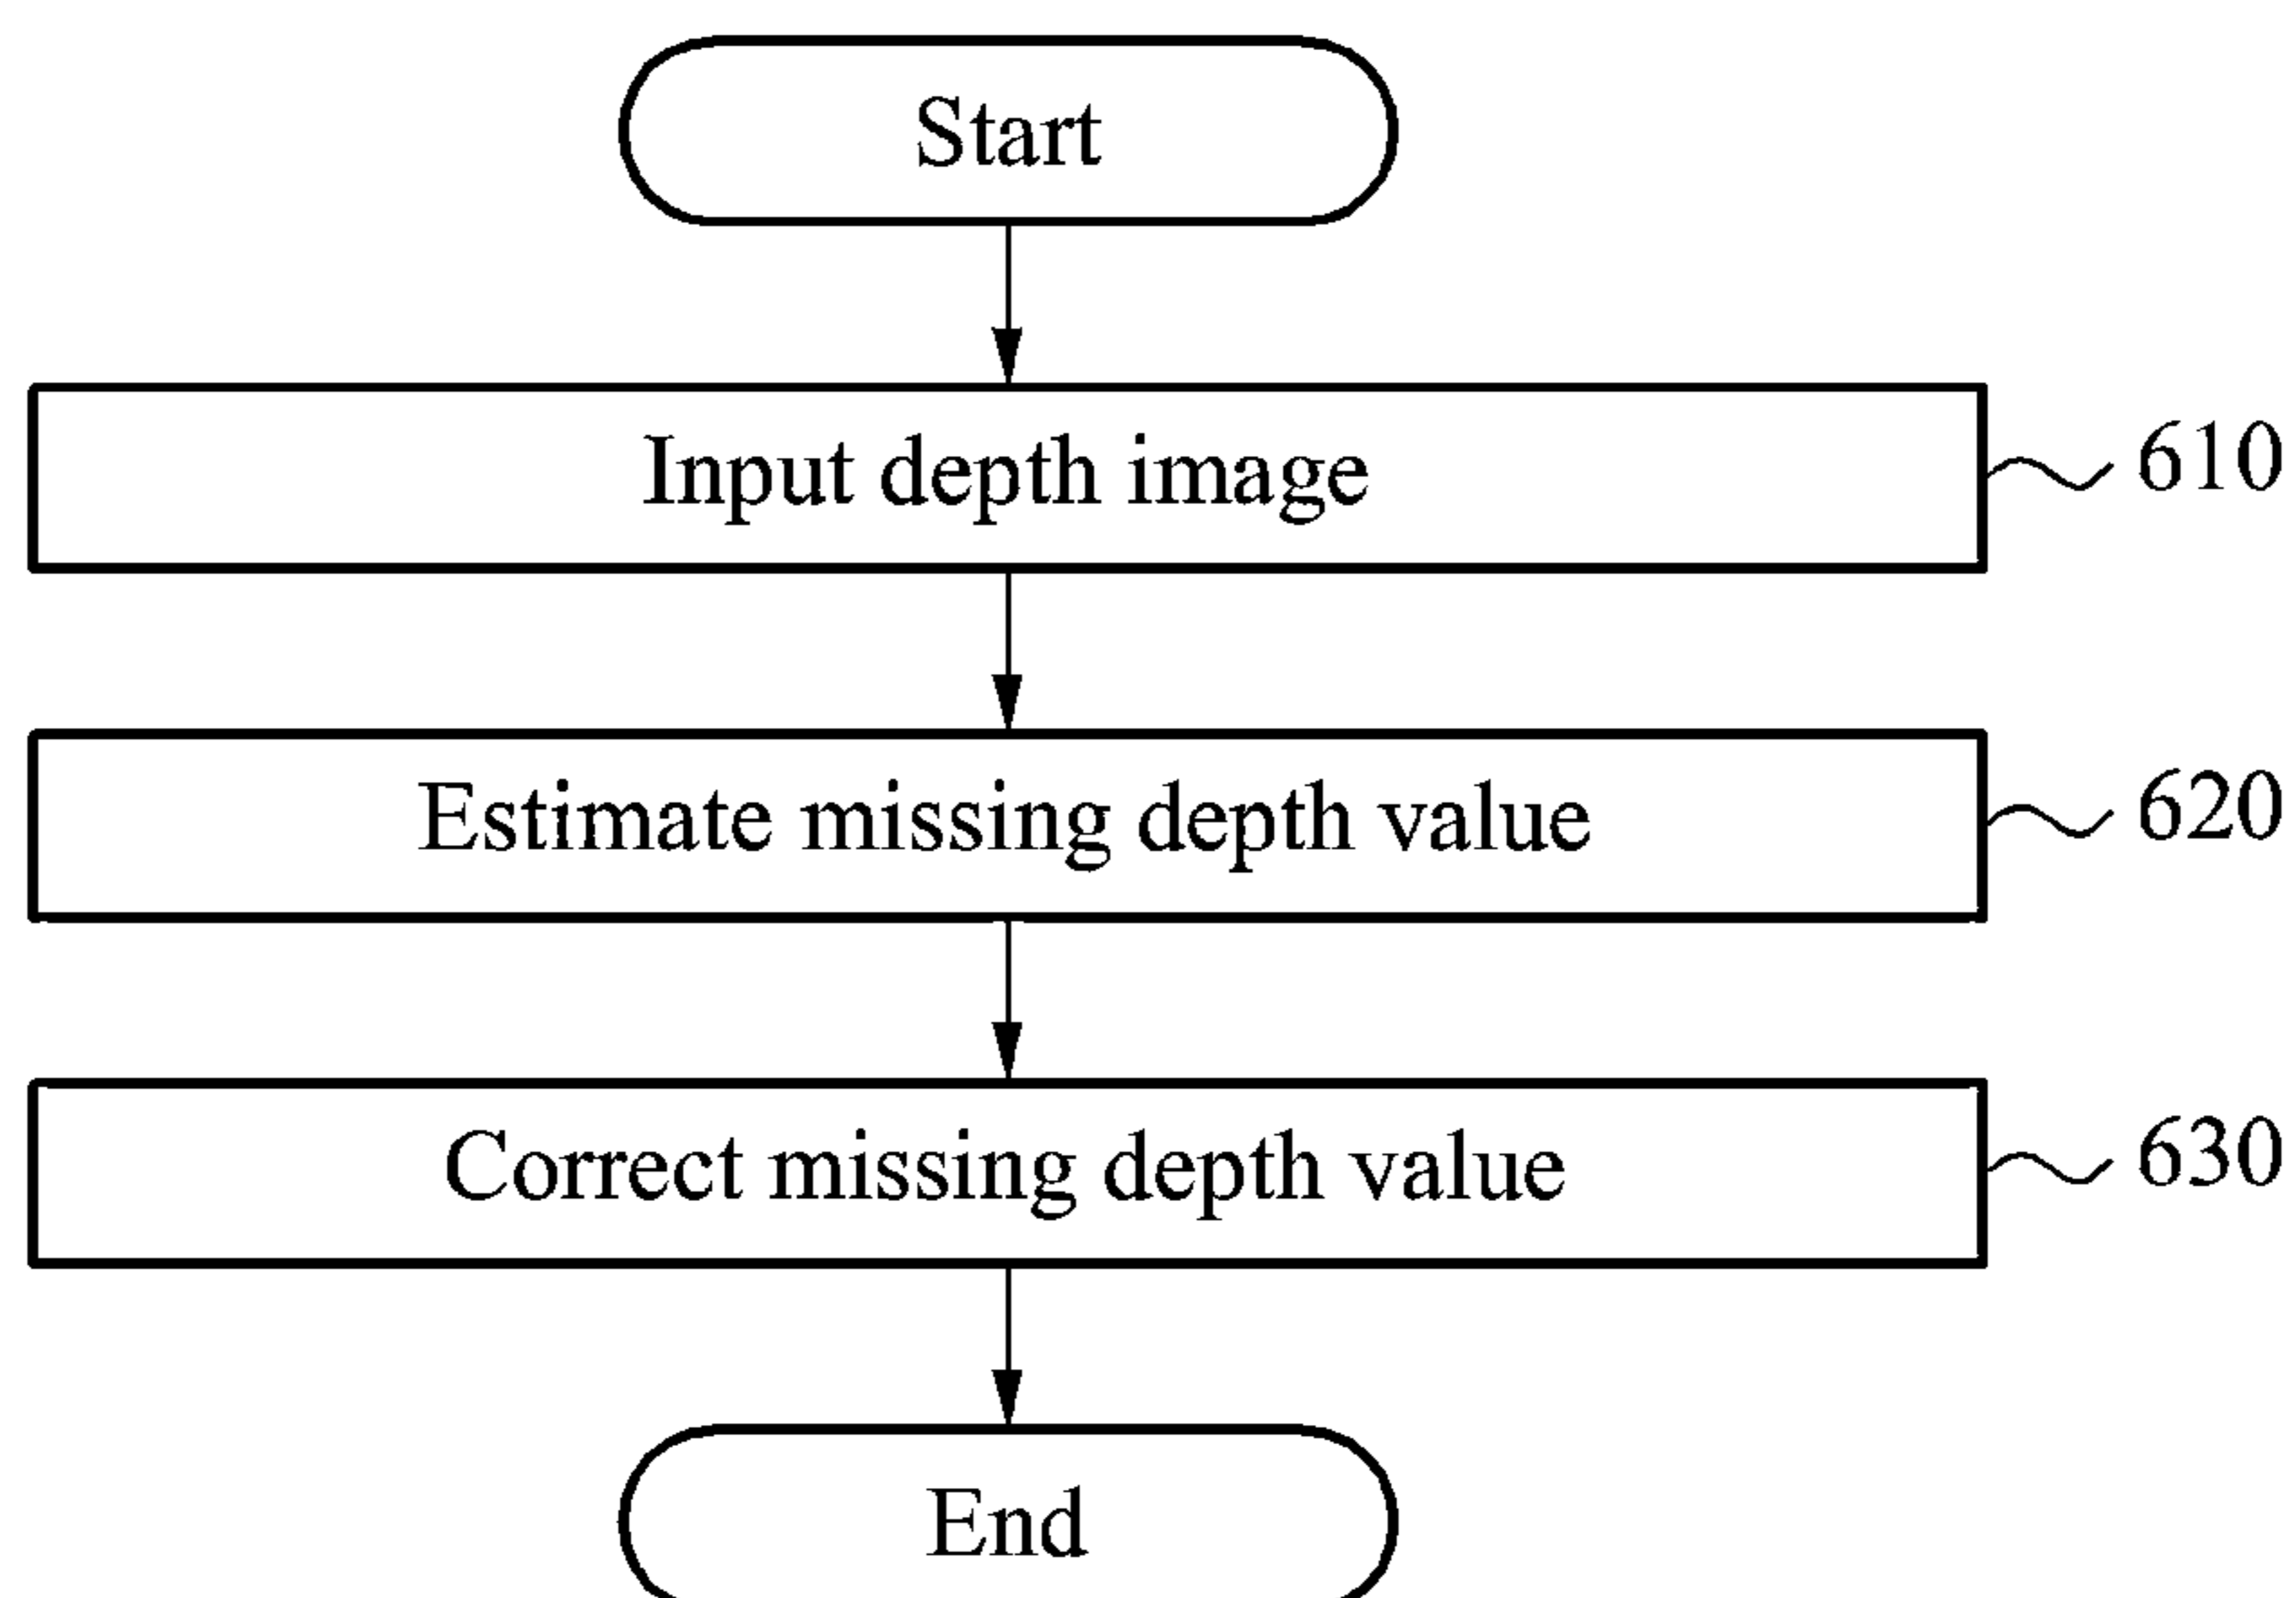 Start
Input depth image
610
Estimate missing depth value
620
Correct missing depth value
630
End